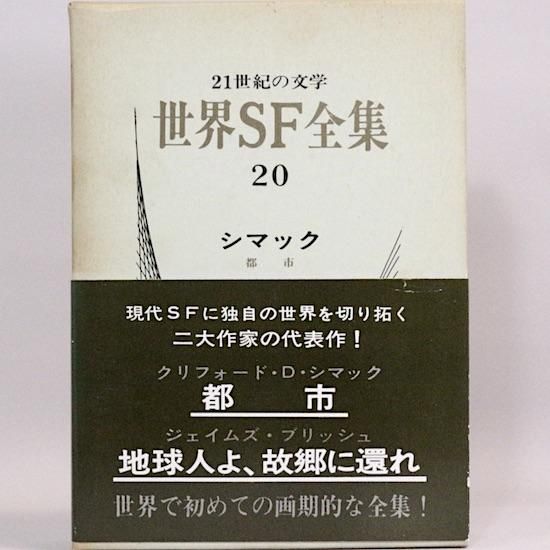 21世紀の文学
世界SF全集
20
シマック
都市
現代SFに独自の世界を切り拓く
二大作家の代表作！
クリフォード・D・シマック
都市
ジェイムズ・ブリッシュ
地球人よ、故郷に還れ
世界で初めての画期的な全集！